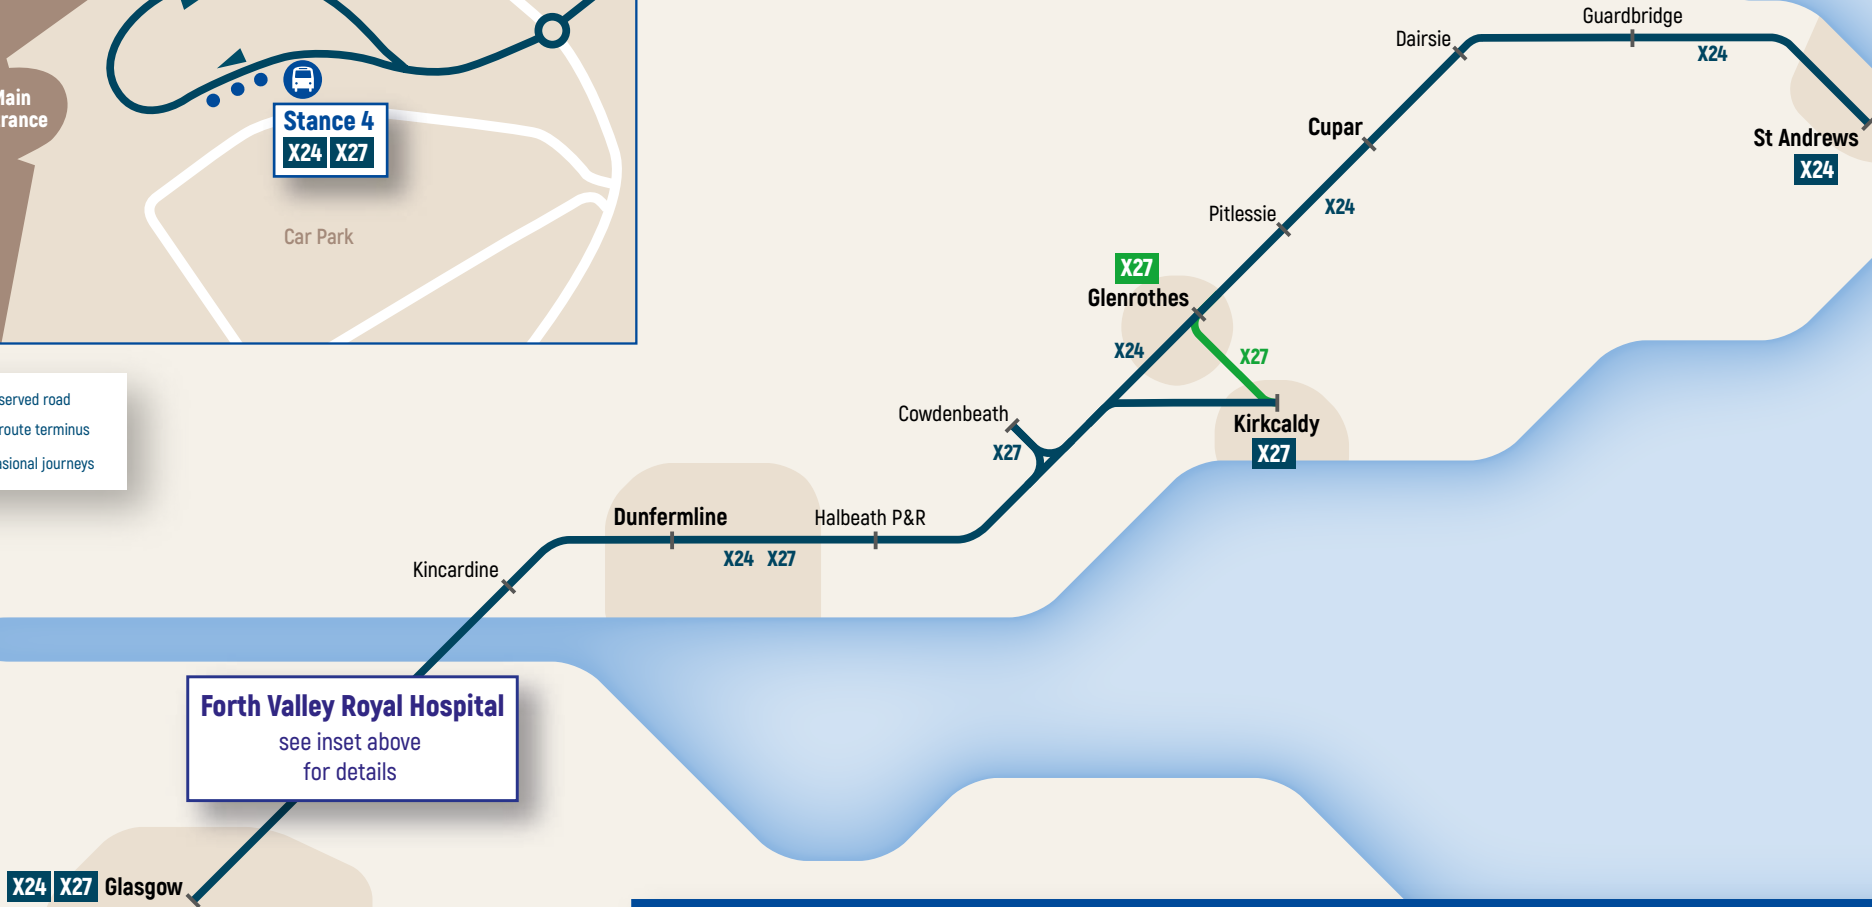 Main
Entrance
Stance 4
X24 X27
Car Park
served road
route terminus
asional journeys
Guardbridge
Dairsie
X24
Cupar
St Andrews
X24
Pitlessie
X24
X27
Glenrothes
X24
X27
Cowdenbeath
X27
Kirkcaldy
X27
Dunfermline
Halbeath P&R
X24 X27
Kincardine
Forth Valley Royal Hospital
see inset above
for details
X24 X27 Glasgow